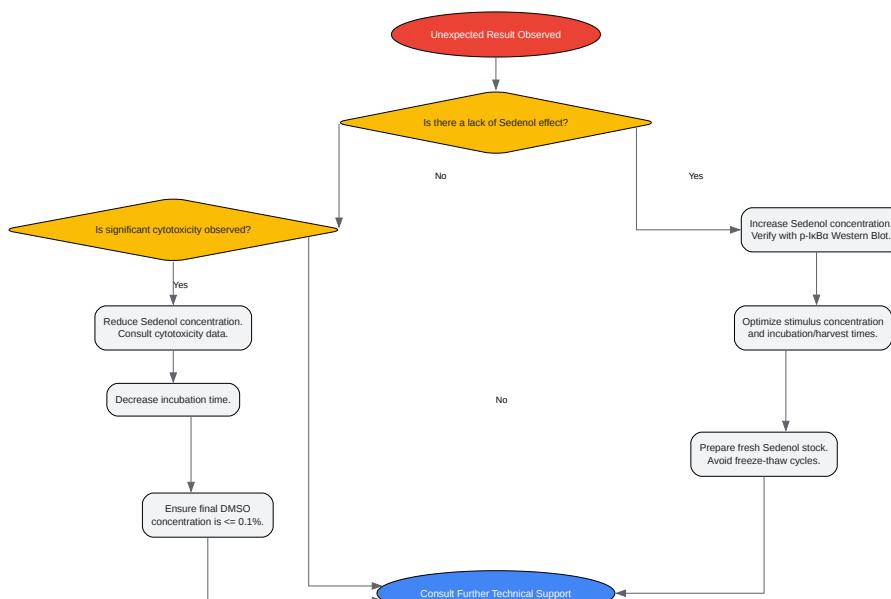 Unexpected Result Observed
Is there a lack of Sedenol effect?
No
Yes
Is significant cytotoxicity observed?
Increase Sedenol concentration.
Verify with p-IκBα Western Blot.
Yes
Reduce Sedenol concentration.
Consult cytotoxicity data.
Optimize stimulus concentration
and incubation/harvest times.
Decrease incubation time.
No
Prepare fresh Sedenol stock.
Avoid freeze-thaw cycles.
Ensure final DMSO
concentration is <= 0.1%.
Consult Further Technical Support